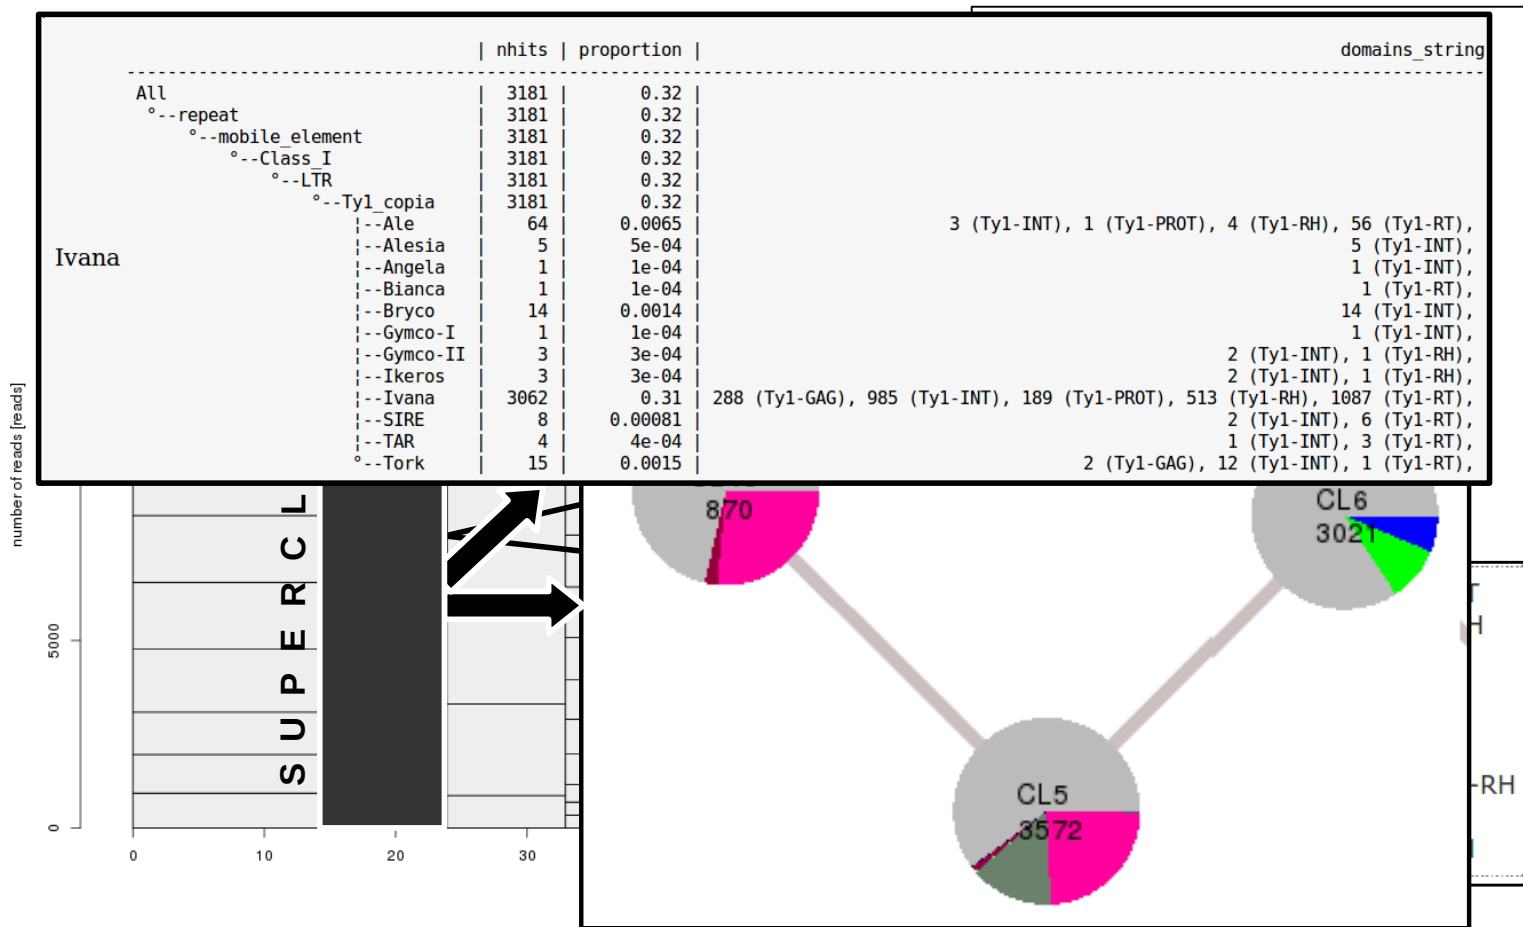 | nhits | proportion | domains_string
All | 3181 | 0.32 |
°--repeat | 3181 | 0.32 |
°--mobile_element | 3181 | 0.32 |
°--Class_I | 3181 | 0.32 |
°--LTR | 3181 | 0.32 |
°--Ty1_copia | 3181 | 0.32 |
¦--Ale | 64 | 0.0065 | 3 (Ty1-INT), 1 (Ty1-PROT), 4 (Ty1-RH), 56 (Ty1-RT),
¦--Alesia | 5 | 5e-04 | 5 (Ty1-INT),
Ivana
¦--Angela | 1 | 1e-04 | 1 (Ty1-INT),
¦--Bianca | 1 | 1e-04 | 1 (Ty1-RT),
¦--Bryco | 14 | 0.0014 | 14 (Ty1-INT),
¦--Gymco-I | 1 | 1e-04 | 1 (Ty1-INT),
¦--Gymco-II | 3 | 3e-04 | 2 (Ty1-INT), 1 (Ty1-RH),
¦--Ikeros | 3 | 3e-04 | 2 (Ty1-INT), 1 (Ty1-RH),
¦--Ivana | 3062 | 0.31 | 288 (Ty1-GAG), 985 (Ty1-INT), 189 (Ty1-PROT), 513 (Ty1-RH), 1087 (Ty1-RT),
¦--SIRE | 8 | 0.00081 | 2 (Ty1-INT), 6 (Ty1-RT),
¦--TAR | 4 | 4e-04 | 1 (Ty1-INT), 3 (Ty1-RT),
°--Tork | 15 | 0.0015 | 2 (Ty1-GAG), 12 (Ty1-INT), 1 (Ty1-RT),
number of reads [reads]
5000
0
0 10 20 30
SUPERCL
870
CL6
3021
CL5
3572
T
H
-RH